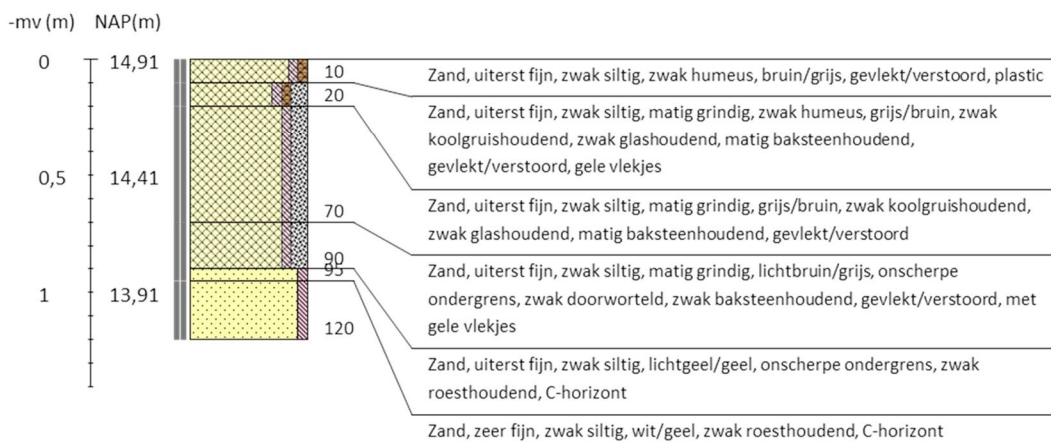 -mv (m) NAP(m)
0 14,91
10 Zand, uiterst fijn, zwak siltig, zwak humeus, bruin/grijs, gevlekt/verstoord, plastic
20 Zand, uiterst fijn, zwak siltig, matig grindig, zwak humeus, grijs/bruin, zwak
koolgruishoudend, zwak glashoudend, matig baksteenhoudend,
gevlekt/verstoord, gele vlekjes
0,5 14,41
70 Zand, uiterst fijn, zwak siltig, matig grindig, grijs/bruin, zwak koolgruishoudend,
zwak glashoudend, matig baksteenhoudend, gevlekt/verstoord
90 Zand, uiterst fijn, zwak siltig, matig grindig, lichtbruin/grijs, onscherpe
ondergrens, zwak doorworteld, zwak baksteenhoudend, gevlekt/verstoord, met
gele vlekjes
95 Zand, uiterst fijn, zwak siltig, lichtgeel/geel, onscherpe ondergrens, zwak
roesthoudend, C-horizont
1 13,91
120 Zand, zeer fijn, zwak siltig, wit/geel, zwak roesthoudend, C-horizont